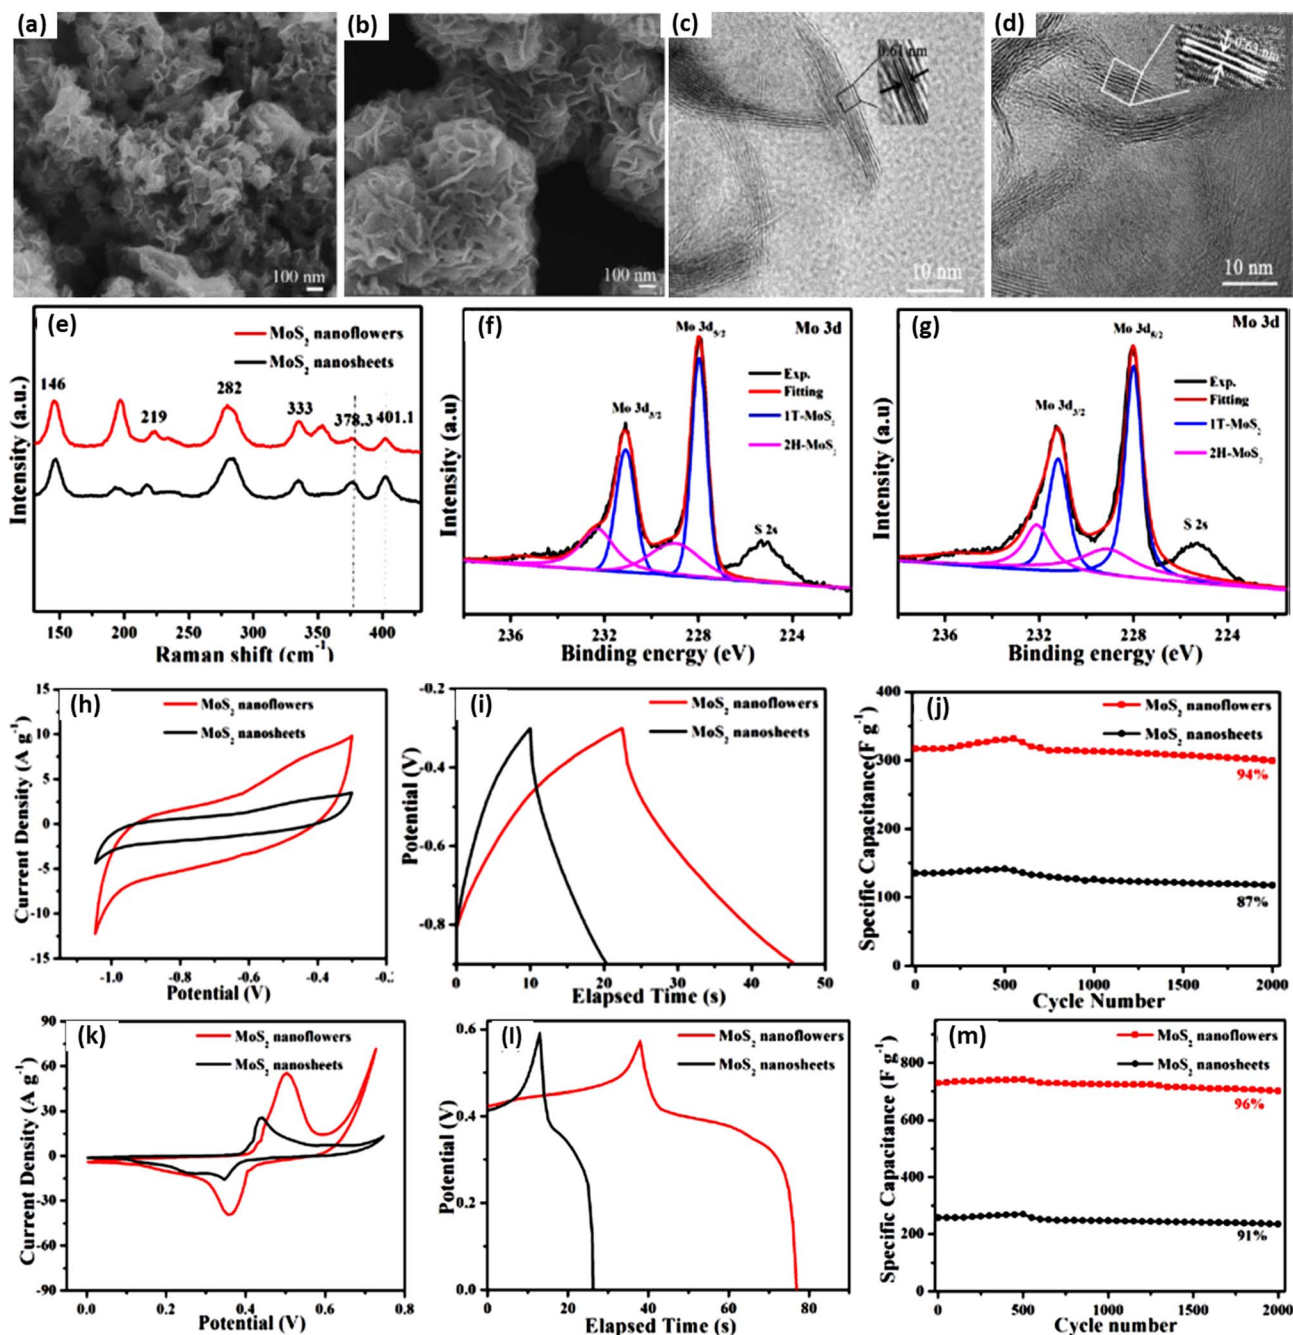 (a)
100 nm
(b)
100 nm
(c)
0.61 nm
10 nm
(d)
0.63 nm
10 nm
(e)
MoS2 nanoflowers
MoS2 nanosheets
146
219
282
333
378.3
401.1
Intensity (a.u.)
150 200 250 300 350 400
Raman shift (cm-1)
(f)
Mo 3d5/2
Mo 3d
Exp.
Fitting
1T-MoS2
2H-MoS2
Mo 3d3/2
S 2s
Intensity (a.u)
236 232 228 224
Binding energy (eV)
(g)
Mo 3d5/2
Mo 3d
Exp.
Fitting
1T-MoS2
2H-MoS2
Mo 3d3/2
S 2s
Intensity (a.u)
236 232 228 224
Binding energy (eV)
(h)
MoS2 nanoflowers
MoS2 nanosheets
Current Density (A g-1)
15
10
5
0
-5
-10
-15
-1.0 -0.8 -0.6 -0.4
Potential (V)
(i)
MoS2 nanoflowers
MoS2 nanosheets
Potential (V)
-0.2
-0.4
-0.6
-0.8
0 10 20 30 40 50
Elapsed Time (s)
(j)
MoS2 nanoflowers
MoS2 nanosheets
94%
87%
Specific Capacitance(F g-1)
400
300
200
100
0
0 500 1000 1500 2000
Cycle Number
(k)
MoS2 nanoflowers
MoS2 nanosheets
Current Density (A g-1)
90
60
30
0
-30
-60
-90
0.0 0.2 0.4 0.6 0.8
Potential (V)
(l)
MoS2 nanoflowers
MoS2 nanosheets
Potential (V)
0.6
0.4
0.2
0.0
0 20 40 60 80
Elapsed Time (s)
(m)
MoS2 nanoflowers
MoS2 nanosheets
96%
91%
Specific Capacitance (F g-1)
800
600
400
200
0
0 500 1000 1500 2000
Cycle number